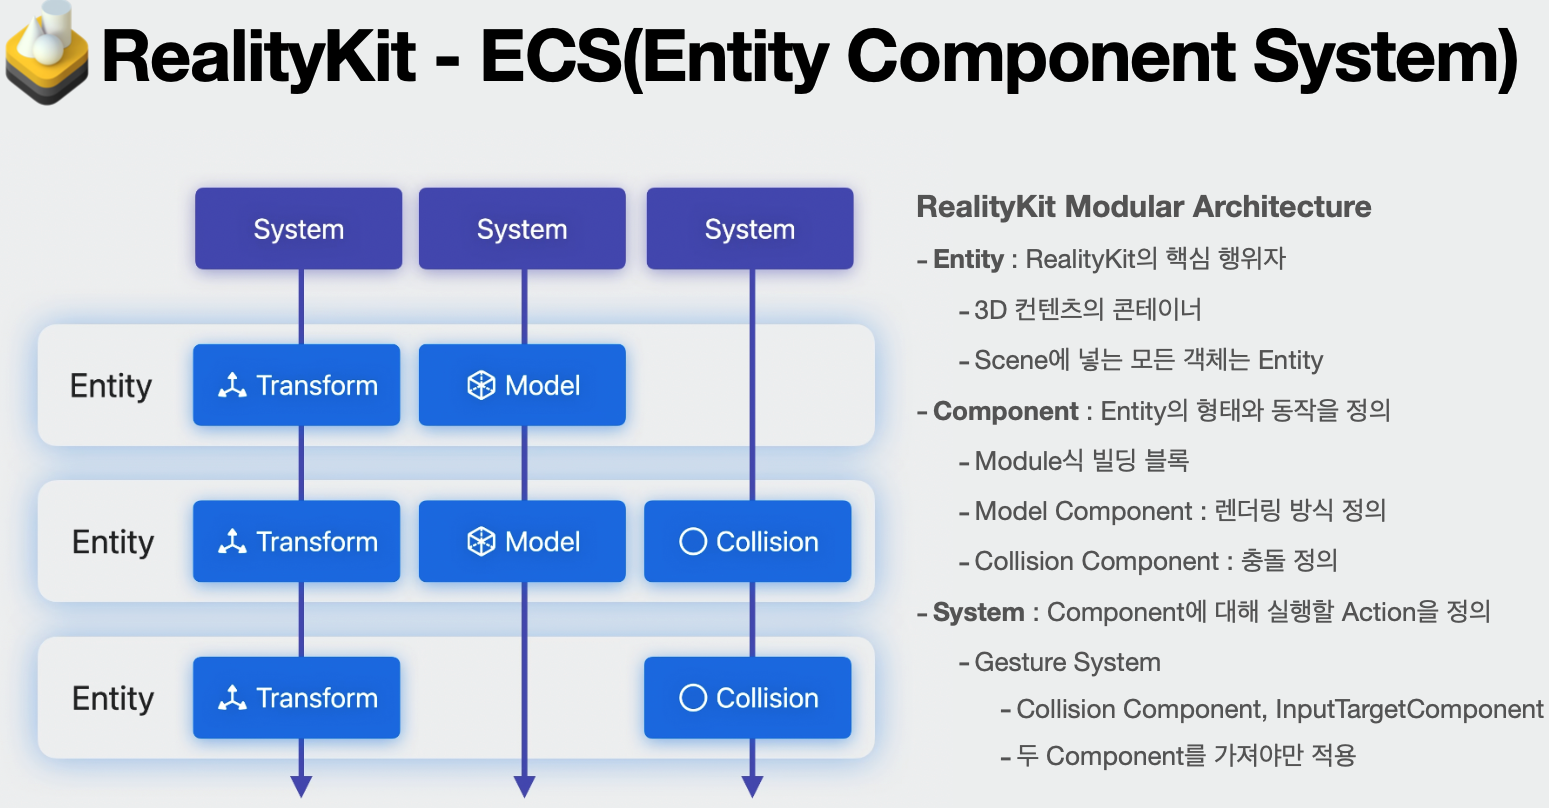 RealityKit - ECS(Entity Component System)
System
System
System
Entity
Transform
Model
Entity
Transform
Model
Collision
Entity
Transform
Collision
RealityKit Modular Architecture
- Entity : RealityKit의 핵심 행위자
- 3D 컨텐츠의 콘테이너
- Scene에 넣는 모든 객체는 Entity
- Component : Entity의 형태와 동작을 정의
- Module식 빌딩 블록
- Model Component : 렌더링 방식 정의
- Collision Component : 충돌 정의
- System : Component에 대해 실행할 Action을 정의
- Gesture System
- Collision Component, InputTargetComponent
- 두 Component를 가져야만 적용